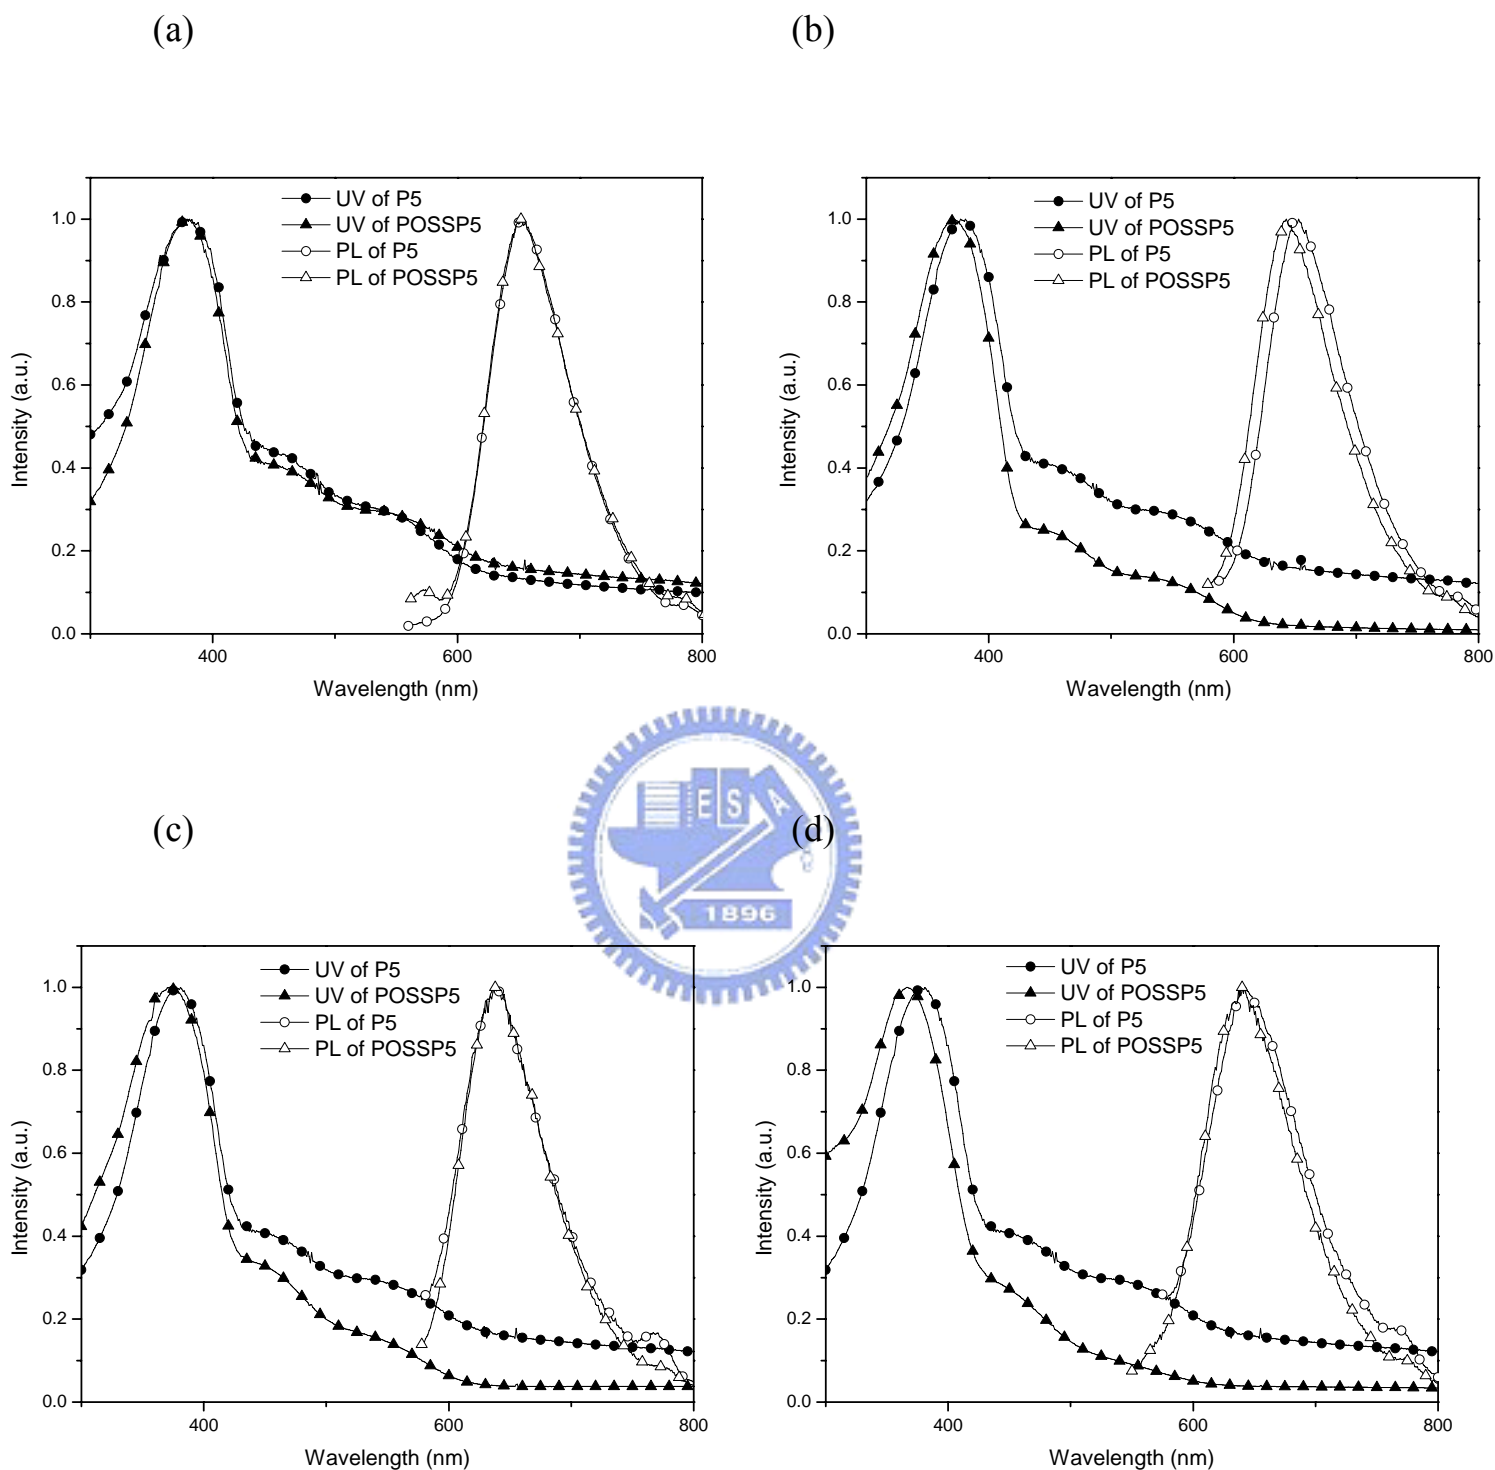 (a)
UV of P5
UV of POSSP5
PL of P5
PL of POSSP5
1.0
0.8
0.6
0.4
0.2
0.0
Intensity (a.u.)
400
600
800
Wavelength (nm)
(b)
UV of P5
UV of POSSP5
PL of P5
PL of POSSP5
1.0
0.8
0.6
0.4
0.2
0.0
Intensity (a.u.)
400
600
800
Wavelength (nm)
E S A
1896
(c)
UV of P5
UV of POSSP5
PL of P5
PL of POSSP5
1.0
0.8
0.6
0.4
0.2
0.0
Intensity (a.u.)
400
600
800
Wavelength (nm)
(d)
UV of P5
UV of POSSP5
PL of P5
PL of POSSP5
1.0
0.8
0.6
0.4
0.2
0.0
Intensity (a.u.)
400
600
800
Wavelength (nm)